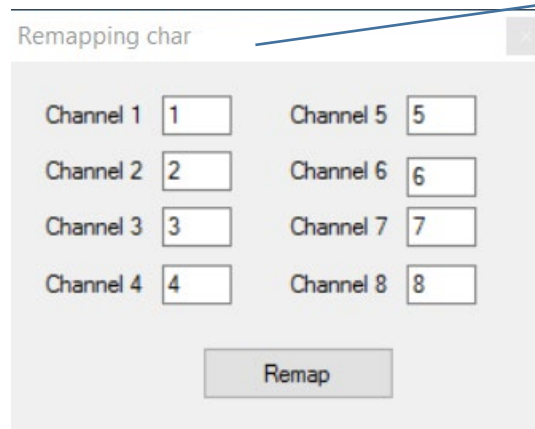 Remapping char
Channel 1 1 Channel 5 5
Channel 2 2 Channel 6 6
Channel 3 3 Channel 7 7
Channel 4 4 Channel 8 8
Remap